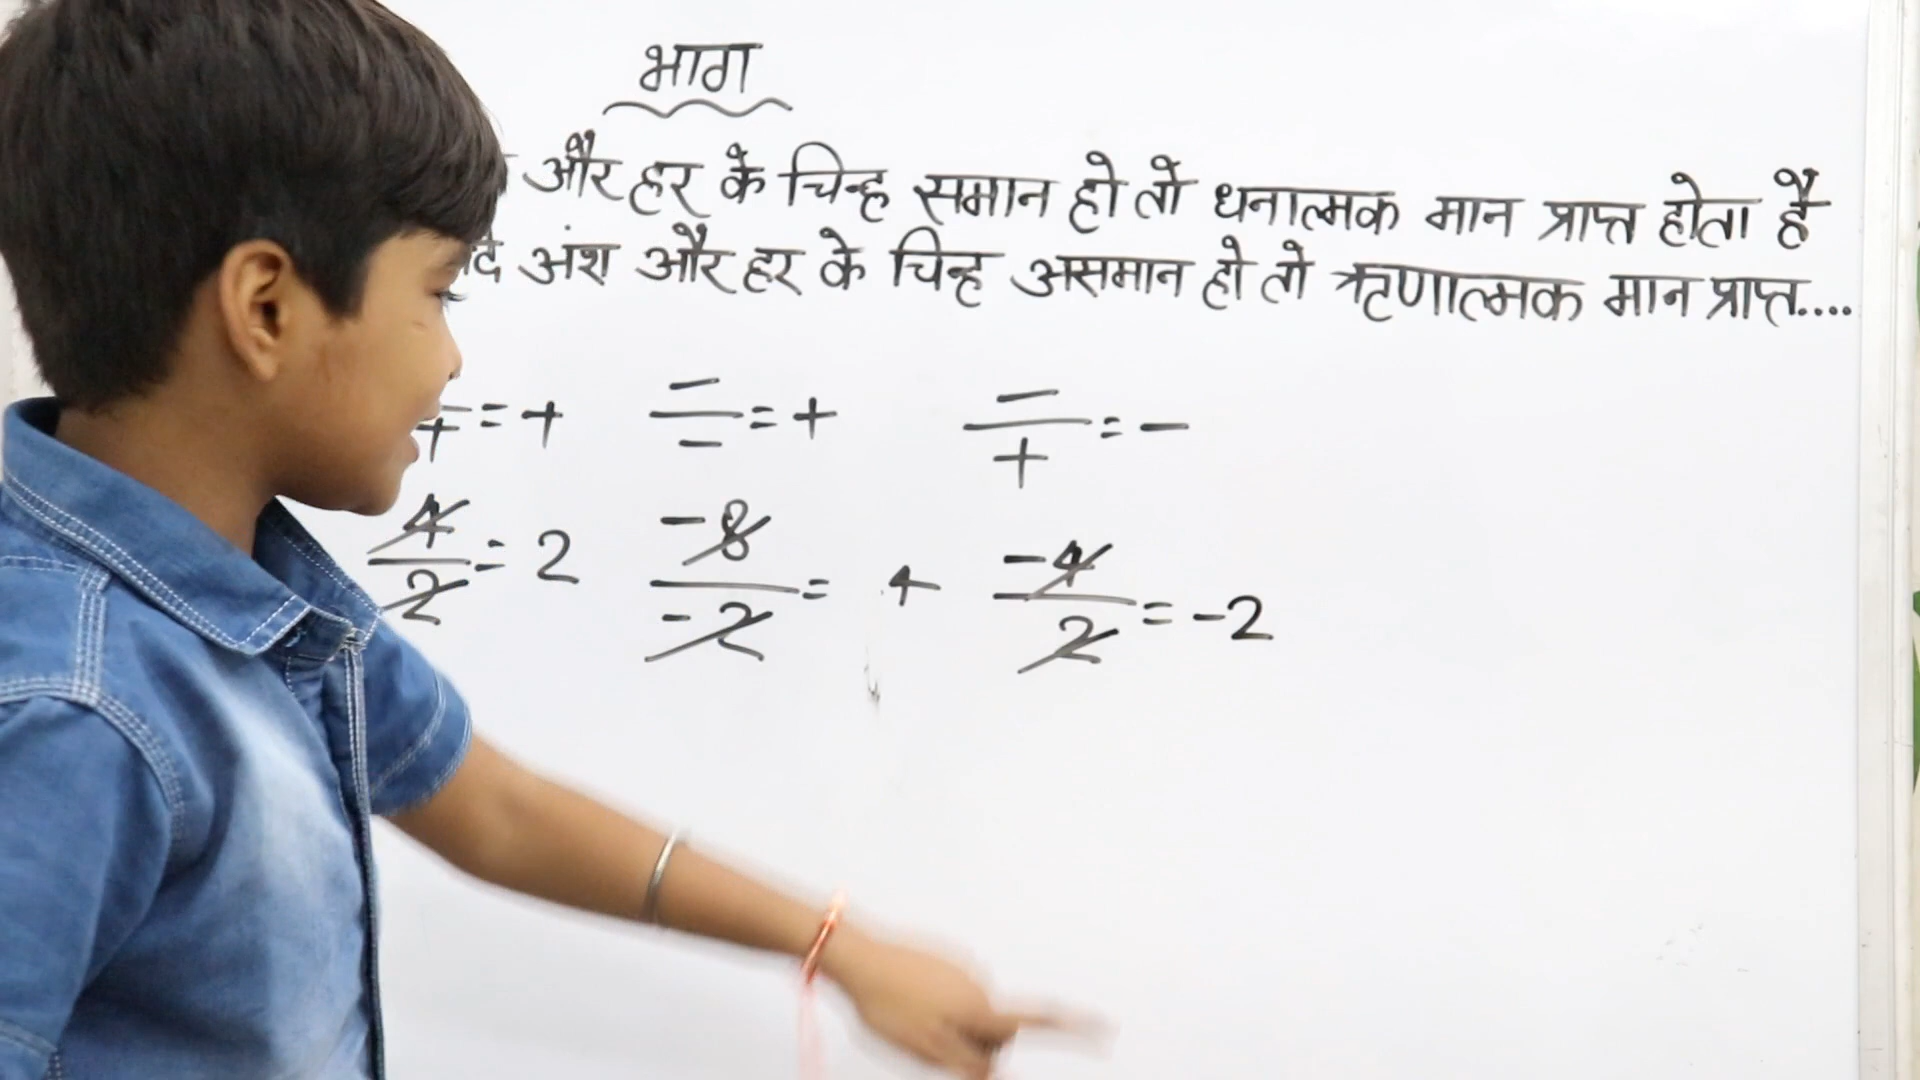 भाग
और हर के चिन्ह समान हो तो धनात्मक मान प्राप्त होता है
अंश और हर के चिन्ह असमान हो तो ऋणात्मक मान प्राप्त....
+ = + − / − = + − / + = −
4/2 = 2 -8/-2 = 4 -4/2 = -2